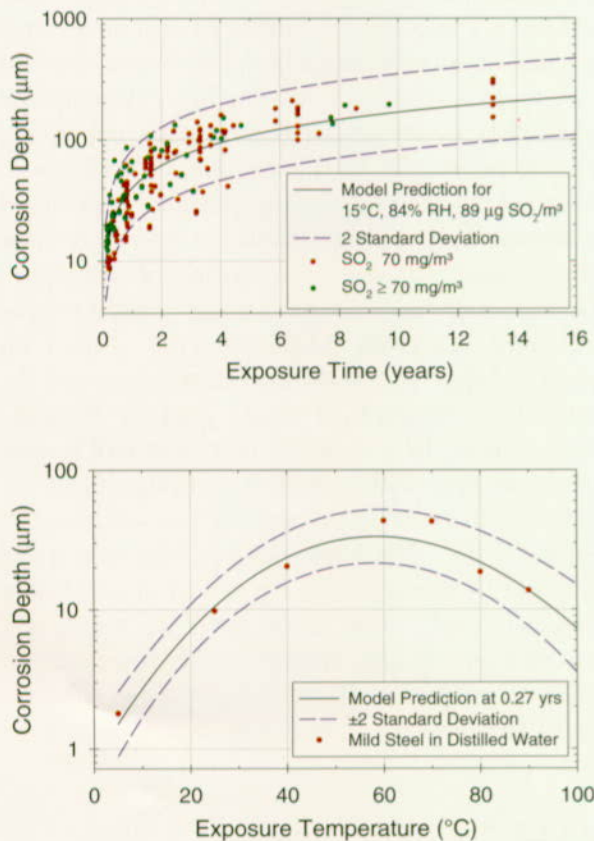 1000
100
10
Corrosion Depth (μm)
Model Prediction for
15°C, 84% RH, 89 μg SO₂/m³
2 Standard Deviation
SO₂ 70 mg/m³
SO₂ ≥ 70 mg/m³
0 2 4 6 8 10 12 14 16
Exposure Time (years)
100
10
1
Corrosion Depth (μm)
Model Prediction at 0.27 yrs
±2 Standard Deviation
Mild Steel in Distilled Water
0 20 40 60 80 100
Exposure Temperature (°C)